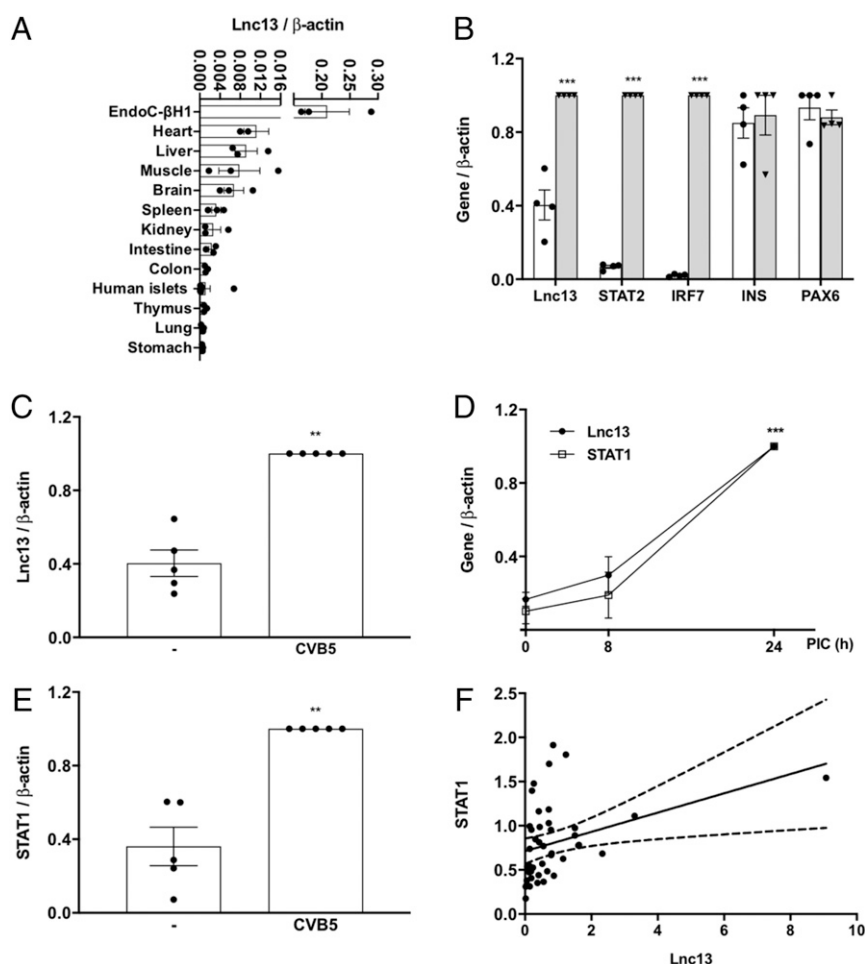 A
Lnc13 / β-actin
0.000 0.004 0.008 0.012 0.016 0.20 0.25 0.30
EndoC-βH1
Heart
Liver
Muscle
Brain
Spleen
Kidney
Intestine
Colon
Human islets
Thymus
Lung
Stomach
B
Gene / β-actin
1.2
0.8
0.4
0.0
*** *** ***
Lnc13 STAT2 IRF7 INS PAX6
C
Lnc13 / β-actin
1.2
0.8
0.4
0.0
**
- CVB5
D
Gene / β-actin
1.2
0.8
0.4
Lnc13
STAT1
***
0 8 24 PIC (h)
E
STAT1 / β-actin
1.2
0.8
0.4
0.0
**
- CVB5
F
STAT1
2.5
2.0
1.5
1.0
0.5
0.0
0 2 4 6 8 10
Lnc13